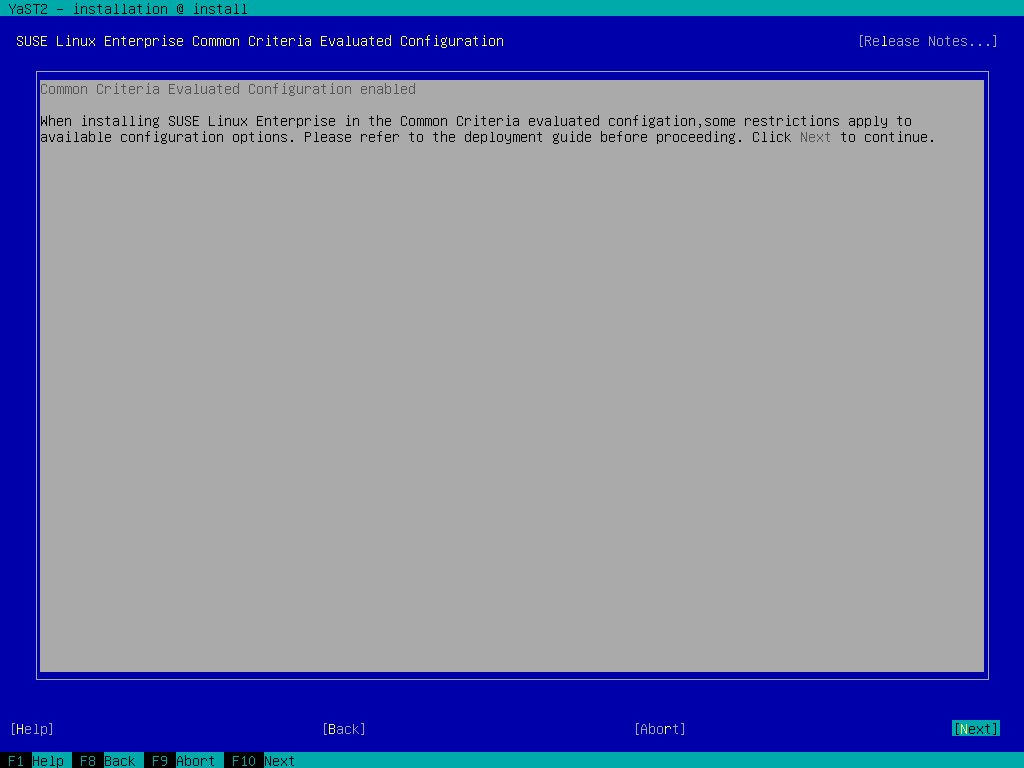 YaST2 - installation @ install
SUSE Linux Enterprise Common Criteria Evaluated Configuration [Release Notes...]
Common Criteria Evaluated Configuration enabled
When installing SUSE Linux Enterprise in the Common Criteria evaluated configation,some restrictions apply to
available configuration options. Please refer to the deployment guide before proceeding. Click Next to continue.
[Help] [Back] [Abort] [Next]
F1 Help F8 Back F9 Abort F10 Next